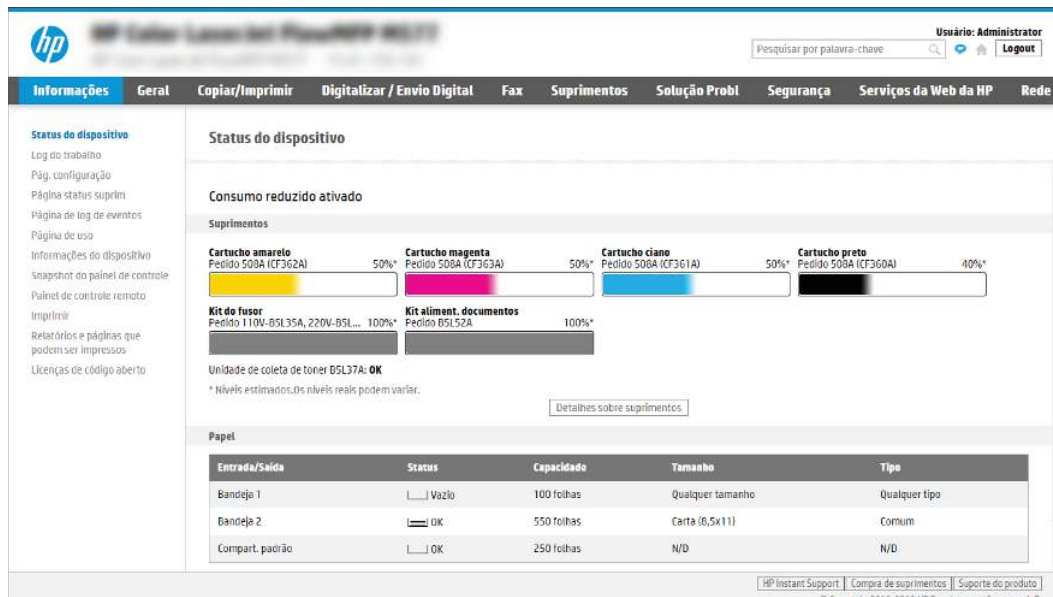 hp
Usuário: Administrator
Pesquisar por palavra-chave
Logout
Informações Geral Copiar/Imprimir Digitalizar / Envio Digital Fax Suprimentos Solução Probl Segurança Serviços da Web da HP Rede
Status do dispositivo
Log do trabalho
Pág. configuração
Página status suprim
Página de log de eventos
Página de uso
Informações do dispositivo
Snapshot do painel de controle
Painel de controle remoto
Imprimir
Relatórios e páginas que
podem ser impressos
Licenças de código aberto
Status do dispositivo
Consumo reduzido ativado
Suprimentos
Cartucho amarelo Cartucho magenta Cartucho ciano Cartucho preto
Pedido 508A (CF362A) 50%* Pedido 508A (CF363A) 50%* Pedido 508A (CF361A) 50%* Pedido 508A (CF360A) 40%*
Kit do fusor Kit aliment. documentos
Pedido 110V-B5L35A, 220V-B5L... 100%* Pedido B5L52A 100%*
Unidade de coleta de toner B5L37A: OK
* Níveis estimados.Os níveis reais podem variar.
Detalhes sobre suprimentos
Papel
Entrada/Saída Status Capacidade Tamanho Tipo
Bandeja 1 Vazio 100 folhas Qualquer tamanho Qualquer tipo
Bandeja 2 OK 550 folhas Carta (8,5x11) Comum
Compart. padrão OK 250 folhas N/D N/D
HP Instant Support Compra de suprimentos Suporte do produto